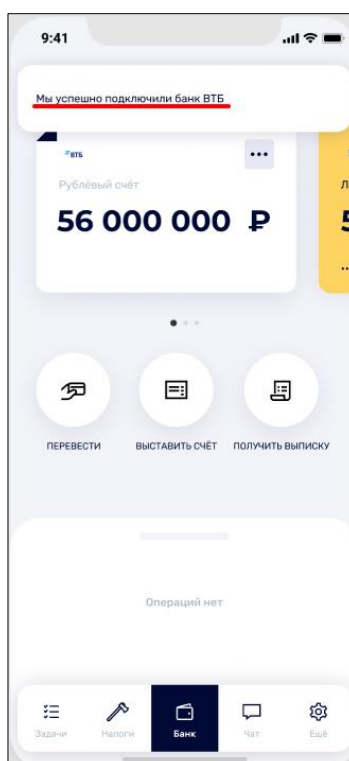 9:41
Мы успешно подключили банк ВТБ
ВТБ
Рублёвый счёт
56 000 000 ₽
ПЕРЕВЕСТИ
ВЫСТАВИТЬ СЧЁТ
ПОЛУЧИТЬ ВЫПИСКУ
Операций нет
Задачи
Налоги
Банк
Чат
Ещё